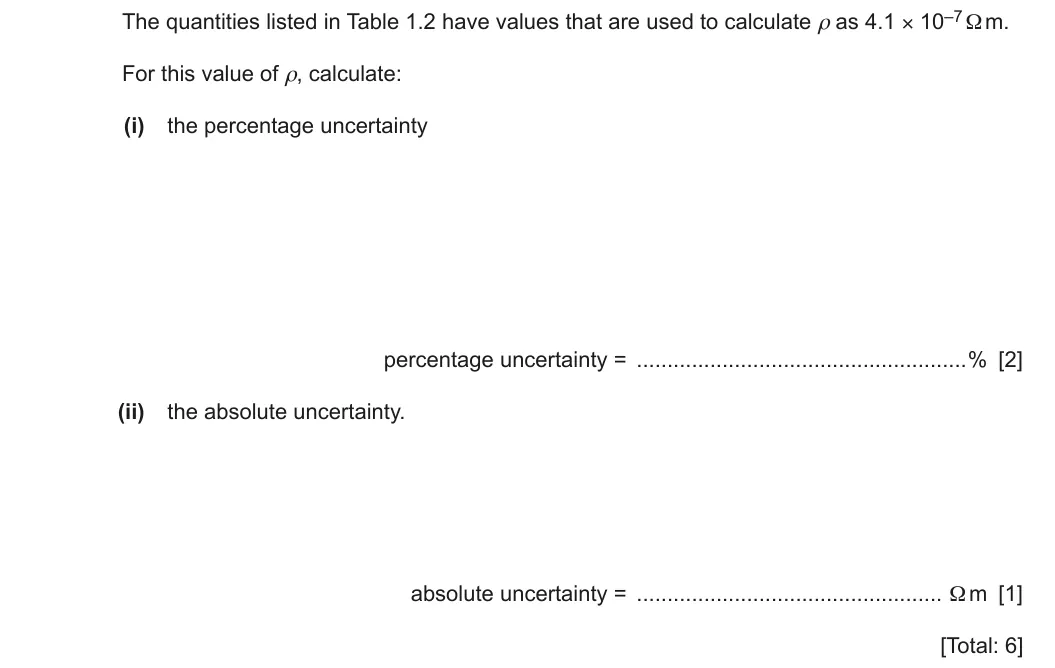 The quantities listed in Table 1.2 have values that are used to calculate ρ as 4.1 × 10⁻⁷ Ω m.
For this value of ρ, calculate:
(i) the percentage uncertainty
percentage uncertainty = ......................................................% [2]
(ii) the absolute uncertainty.
absolute uncertainty = .................................................. Ω m [1]
[Total: 6]